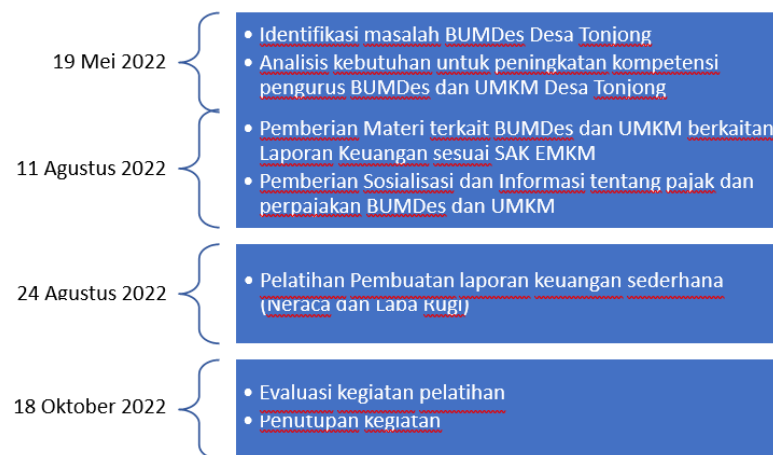 19 Mei 2022
• Identifikasi masalah BUMDes Desa Tonjong
• Analisis kebutuhan untuk peningkatan kompetensi
pengurus BUMDes dan UMKM Desa Tonjong
11 Agustus 2022
• Pemberian Materi terkait BUMDes dan UMKM berkaitan
Laporan Keuangan sesuai SAK EMKM
• Pemberian Sosialisasi dan Informasi tentang pajak dan
perpajakan BUMDes dan UMKM
24 Agustus 2022
• Pelatihan Pembuatan laporan keuangan sederhana
(Neraca dan Laba Rugi)
18 Oktober 2022
• Evaluasi kegiatan pelatihan
• Penutupan kegiatan